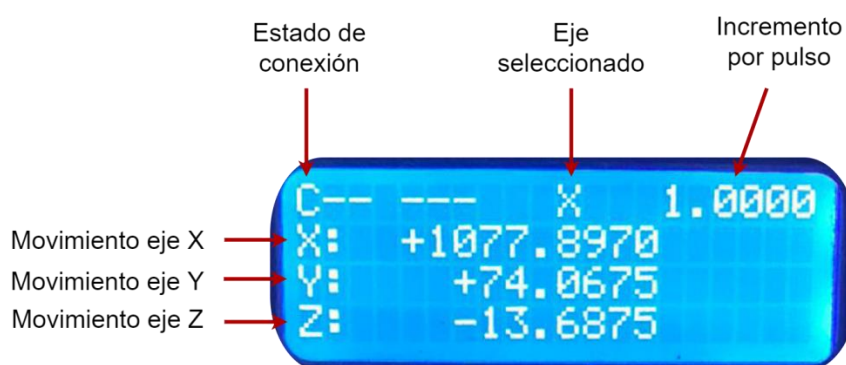 Estado de
conexión
Eje
seleccionado
Incremento
por pulso
C-- --- X 1.0000
Movimiento eje X
X: +1077.8970
Movimiento eje Y
Y: +74.0675
Movimiento eje Z
Z: -13.6875